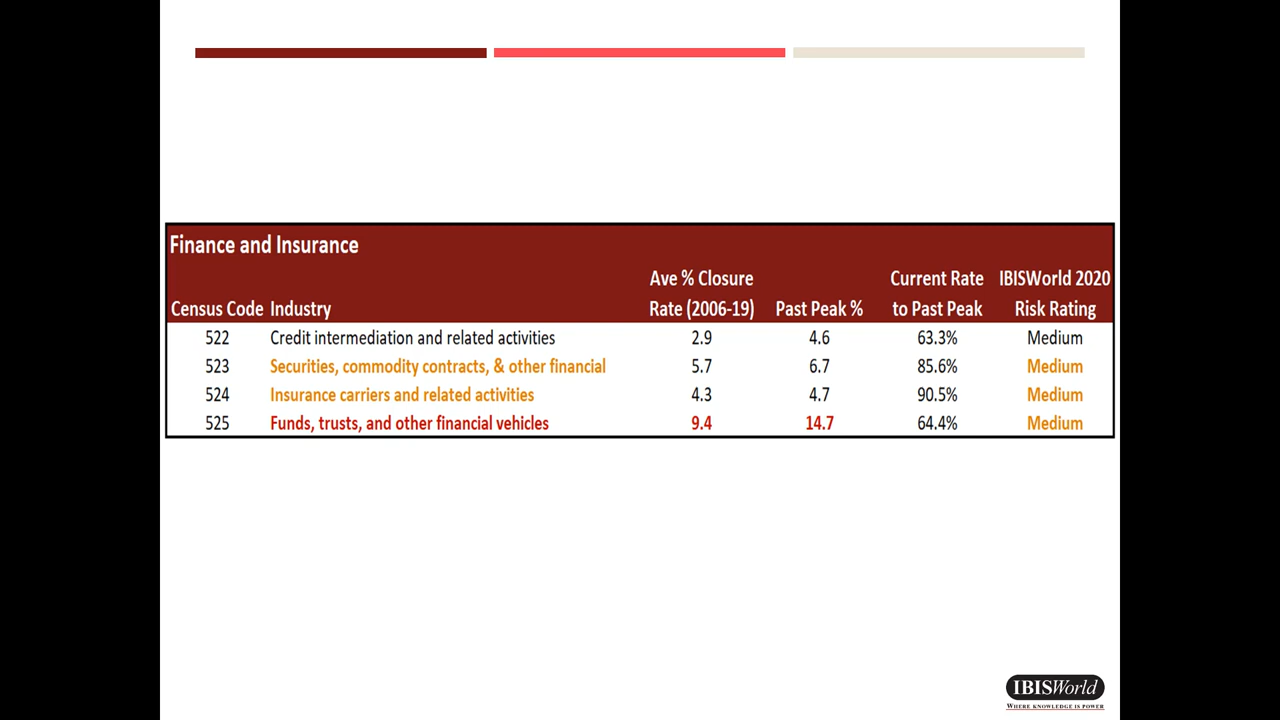 Finance and Insurance
Ave % Closure Current Rate IBISWorld 2020
Census Code Industry Rate (2006-19) Past Peak % to Past Peak Risk Rating
522 Credit intermediation and related activities 2.9 4.6 63.3% Medium
523 Securities, commodity contracts, & other financial 5.7 6.7 85.6% Medium
524 Insurance carriers and related activities 4.3 4.7 90.5% Medium
525 Funds, trusts, and other financial vehicles 9.4 14.7 64.4% Medium
IBISWorld
WHERE KNOWLEDGE IS POWER